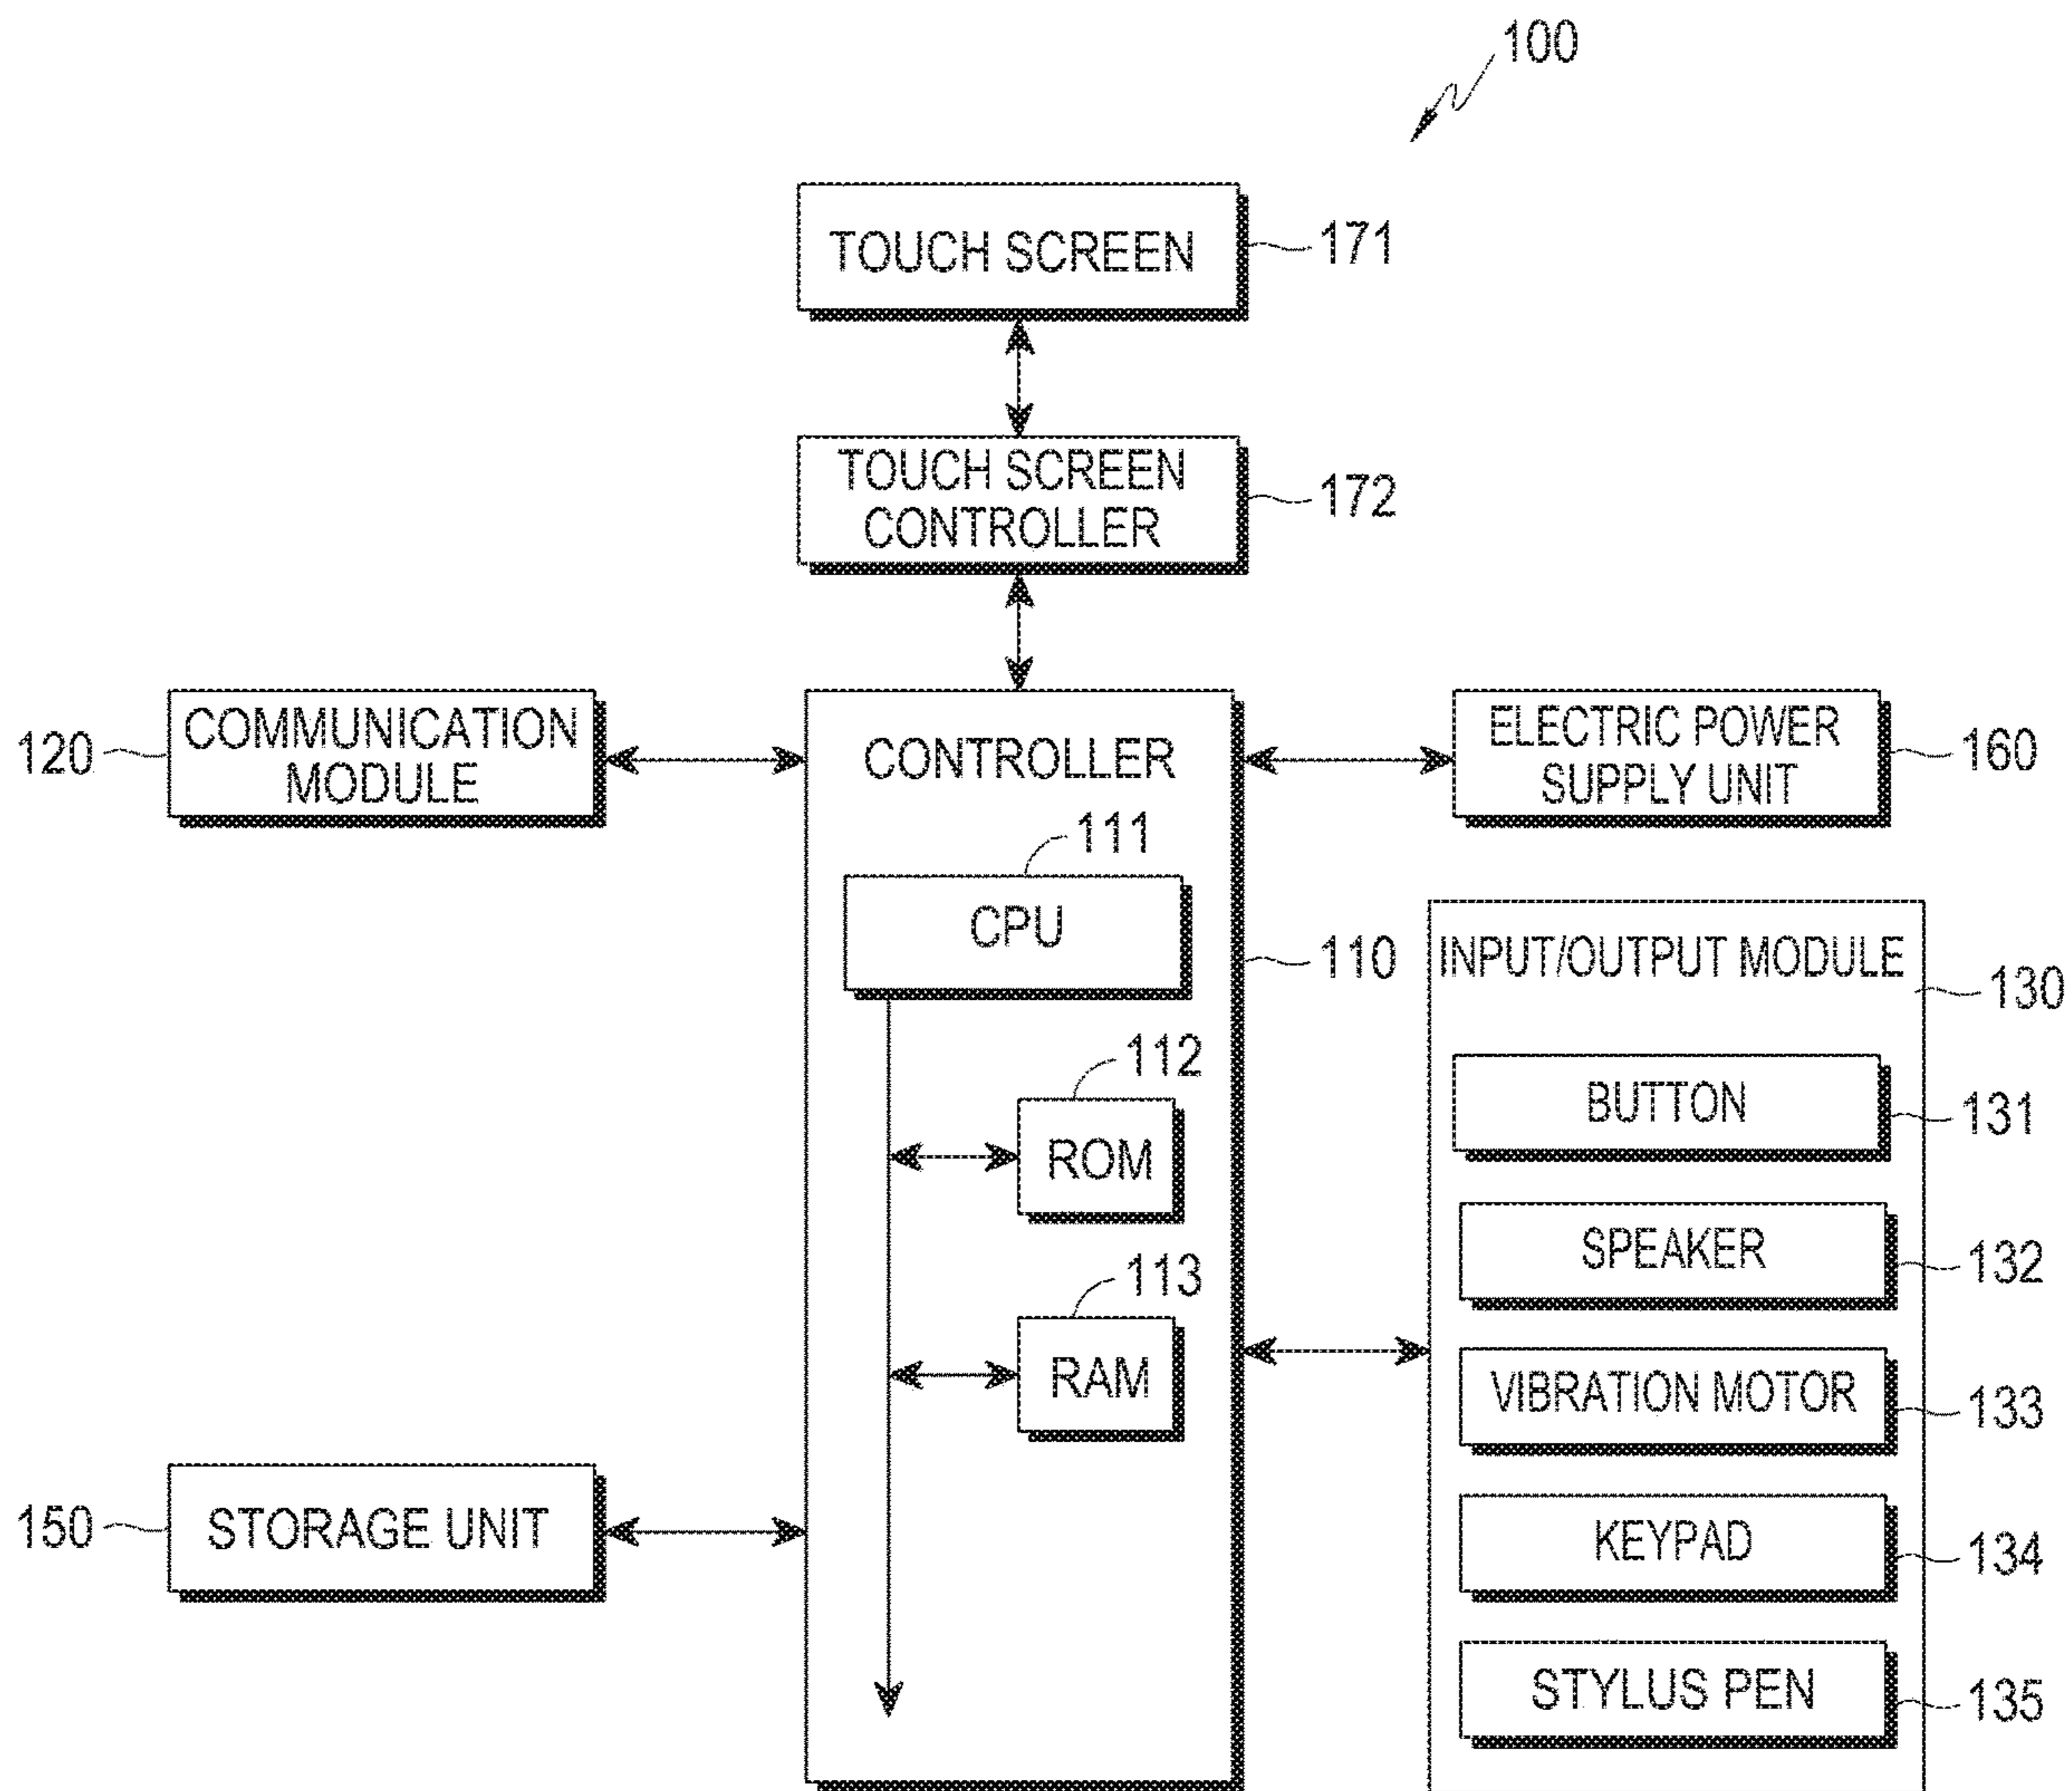 100
TOUCH SCREEN
171
TOUCH SCREEN
CONTROLLER
172
120
COMMUNICATION
MODULE
CONTROLLER
ELECTRIC POWER
SUPPLY UNIT
160
111
CPU
110
INPUT/OUTPUT MODULE
130
112
ROM
BUTTON
131
SPEAKER
132
113
RAM
VIBRATION MOTOR
133
150
STORAGE UNIT
KEYPAD
134
STYLUS PEN
135